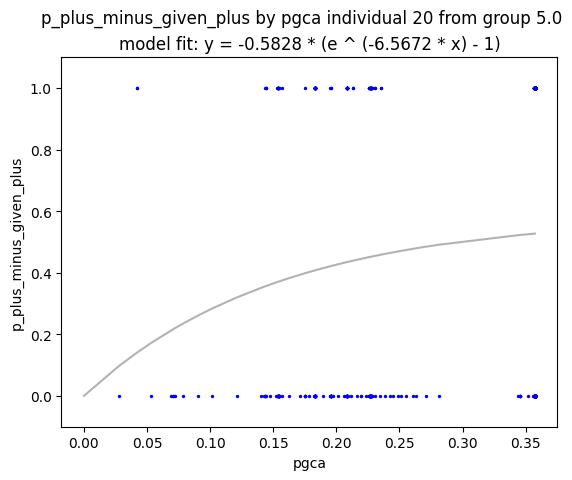 p_plus_minus_given_plus by pgca individual 20 from group 5.0
model fit: y = -0.5828 * (e ^ (-6.5672 * x) - 1)
1.0
0.8
0.6
0.4
0.2
0.0
p_plus_minus_given_plus
0.00 0.05 0.10 0.15 0.20 0.25 0.30 0.35
pgca